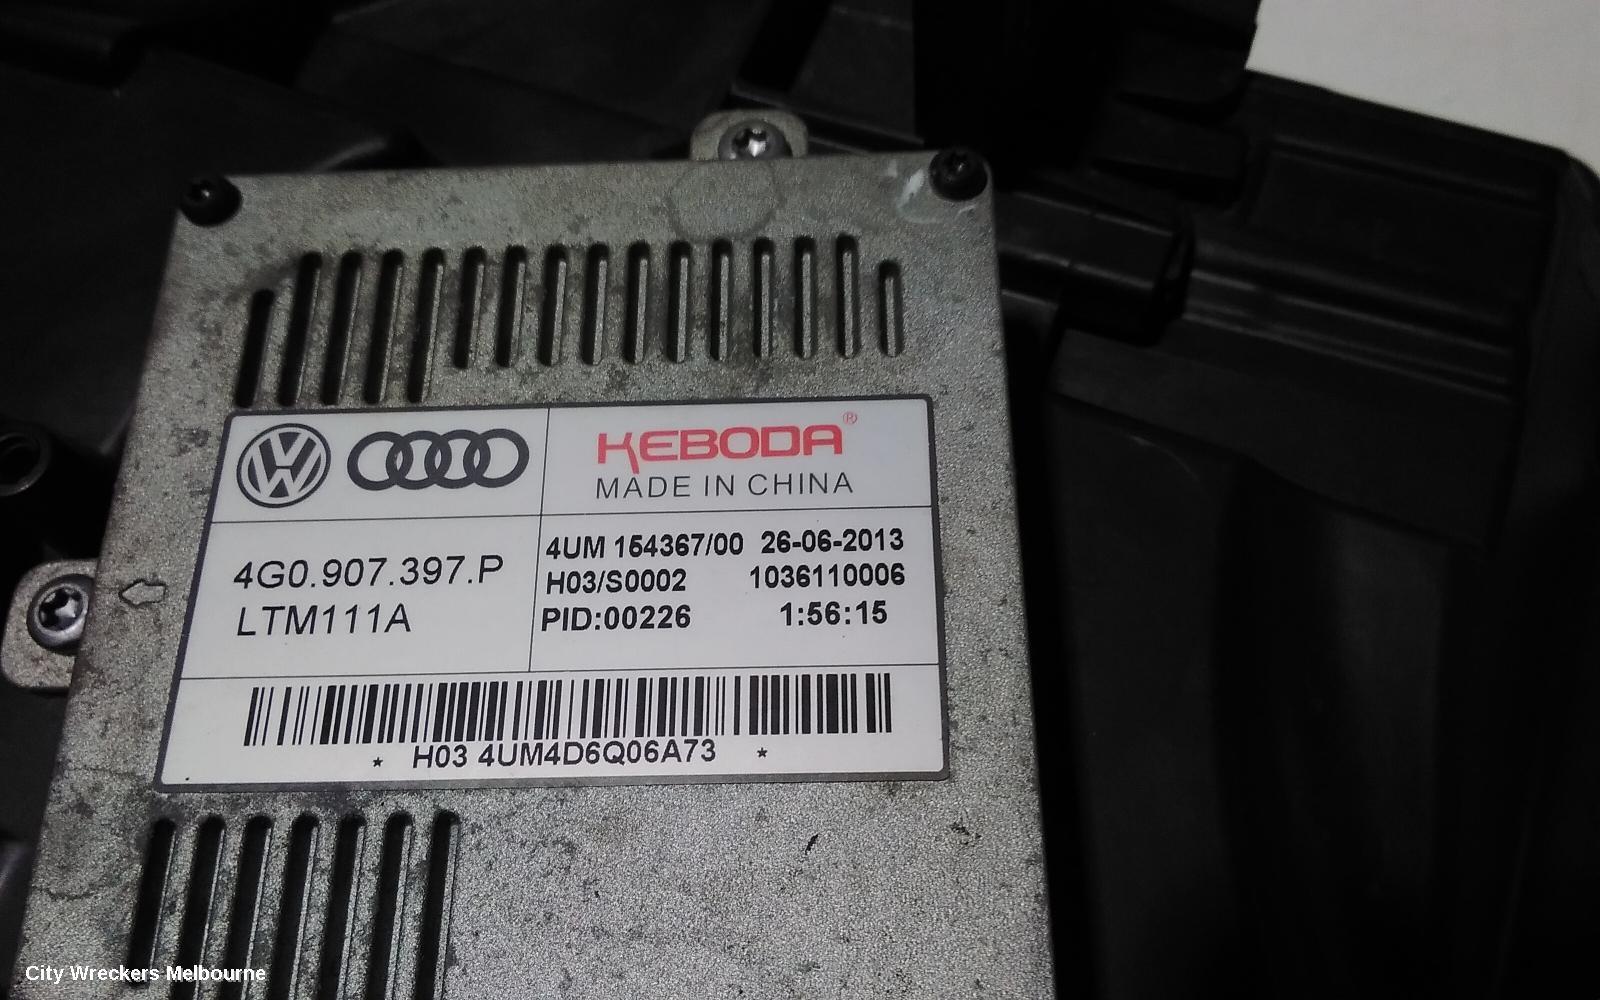 KEBODA®
MADE IN CHINA
4G0.907.397.P
LTM111A
4UM 154367/00 26-06-2013
H03/S0002 1036110006
PID:00226 1:56:15
* H03 4UM4D6Q06A73 *
City Wreckers Melbourne